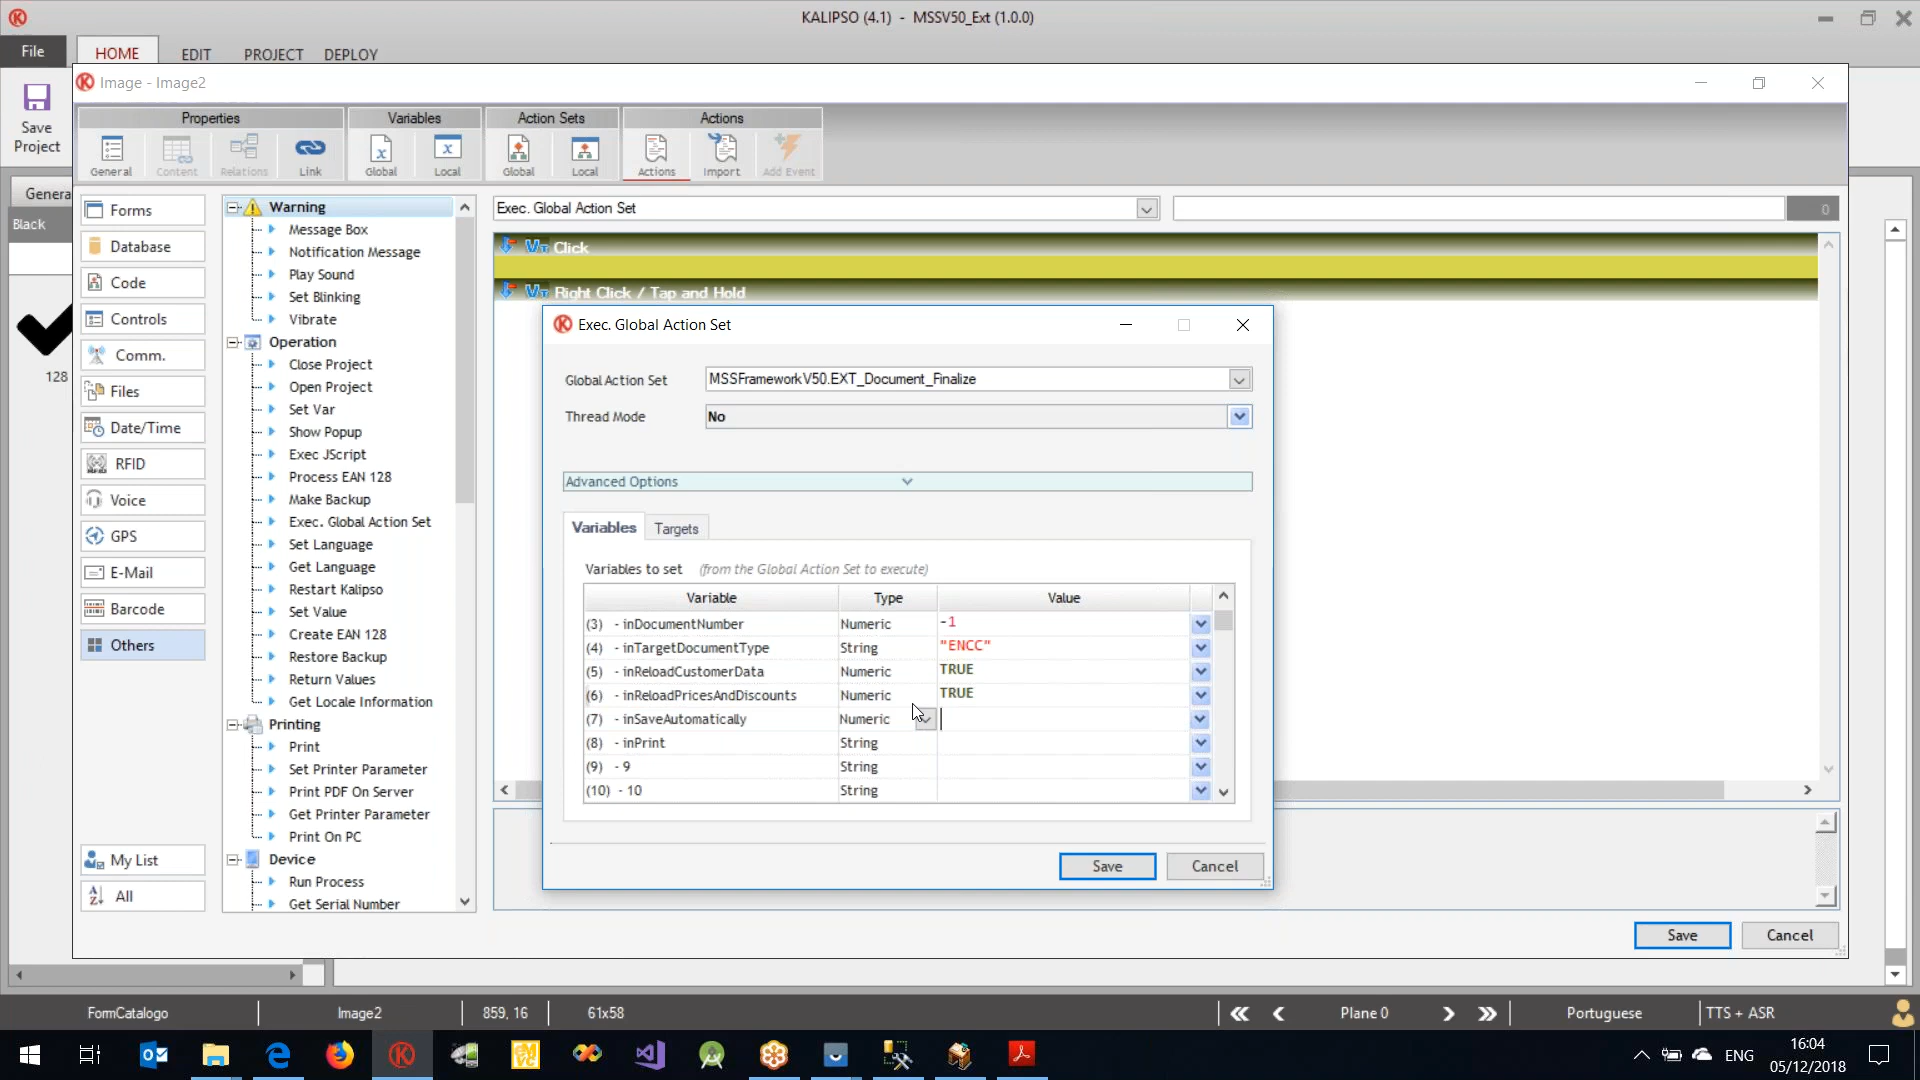 KALIPSO (4.1) - MSSV50_Ext (1.0.0)
File
HOME
EDIT
PROJECT
DEPLOY
Save
Project
Genera
Black
128
Image - Image2
Properties
Variables
Action Sets
Actions
General
Content
Relations
Link
Global
Local
Global
Local
Actions
Import
Add Event
Forms
Database
Code
Controls
Comm.
Files
Date/Time
RFID
Voice
GPS
E-Mail
Barcode
Others
My List
All
Warning
Message Box
Notification Message
Play Sound
Set Blinking
Vibrate
Operation
Close Project
Open Project
Set Var
Show Popup
Exec JScript
Process EAN 128
Make Backup
Exec. Global Action Set
Set Language
Get Language
Restart Kalipso
Set Value
Create EAN 128
Restore Backup
Return Values
Get Locale Information
Printing
Print
Set Printer Parameter
Print PDF On Server
Get Printer Parameter
Print On PC
Device
Run Process
Get Serial Number
Exec. Global Action Set
0
Click
Right Click / Tap and Hold
Exec. Global Action Set
Global Action Set
MSSFrameworkV50.EXT_Document_Finalize
Thread Mode
No
Advanced Options
Variables
Targets
Variables to set (from the Global Action Set to execute)
Variable Type Value
(3) - inDocumentNumber Numeric -1
(4) - inTargetDocumentType String "ENCC"
(5) - inReloadCustomerData Numeric TRUE
(6) - inReloadPricesAndDiscounts Numeric TRUE
(7) - inSaveAutomatically Numeric
(8) - inPrint String
(9) - 9 String
(10) - 10 String
Save
Cancel
Save
Cancel
FormCatalogo
Image2
859, 16
61x58
Plane 0
Portuguese
TTS + ASR
ENG
16:04
05/12/2018